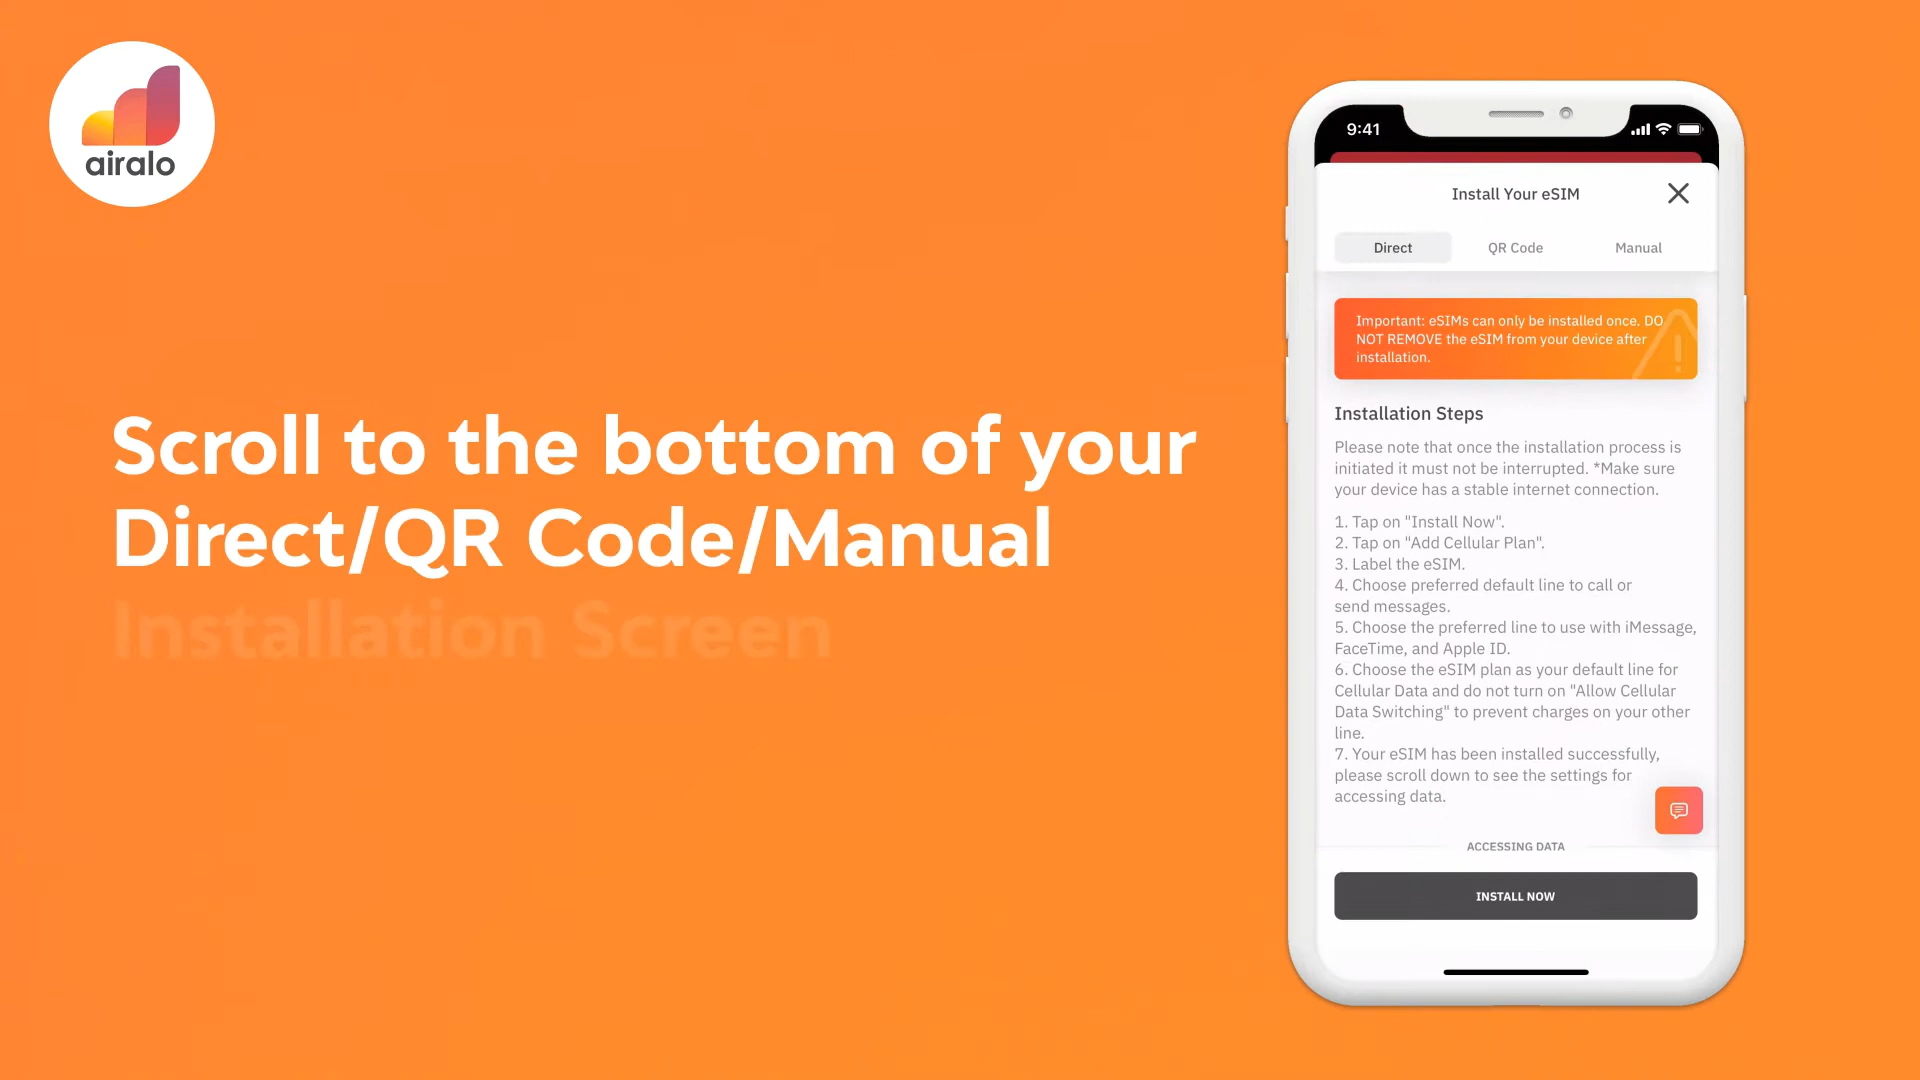 airalo
Scroll to the bottom of your
Direct/QR Code/Manual
Installation Screen
9:41
Install Your eSIM
Direct
QR Code
Manual
Important: eSIMs can only be installed once. DO
NOT REMOVE the eSIM from your device after
installation.
Installation Steps
Please note that once the installation process is
initiated it must not be interrupted. *Make sure
your device has a stable internet connection.
1. Tap on "Install Now".
2. Tap on "Add Cellular Plan".
3. Label the eSIM.
4. Choose preferred default line to call or
send messages.
5. Choose the preferred line to use with iMessage,
FaceTime, and Apple ID.
6. Choose the eSIM plan as your default line for
Cellular Data and do not turn on "Allow Cellular
Data Switching" to prevent charges on your other
line.
7. Your eSIM has been installed successfully,
please scroll down to see the settings for
accessing data.
ACCESSING DATA
INSTALL NOW